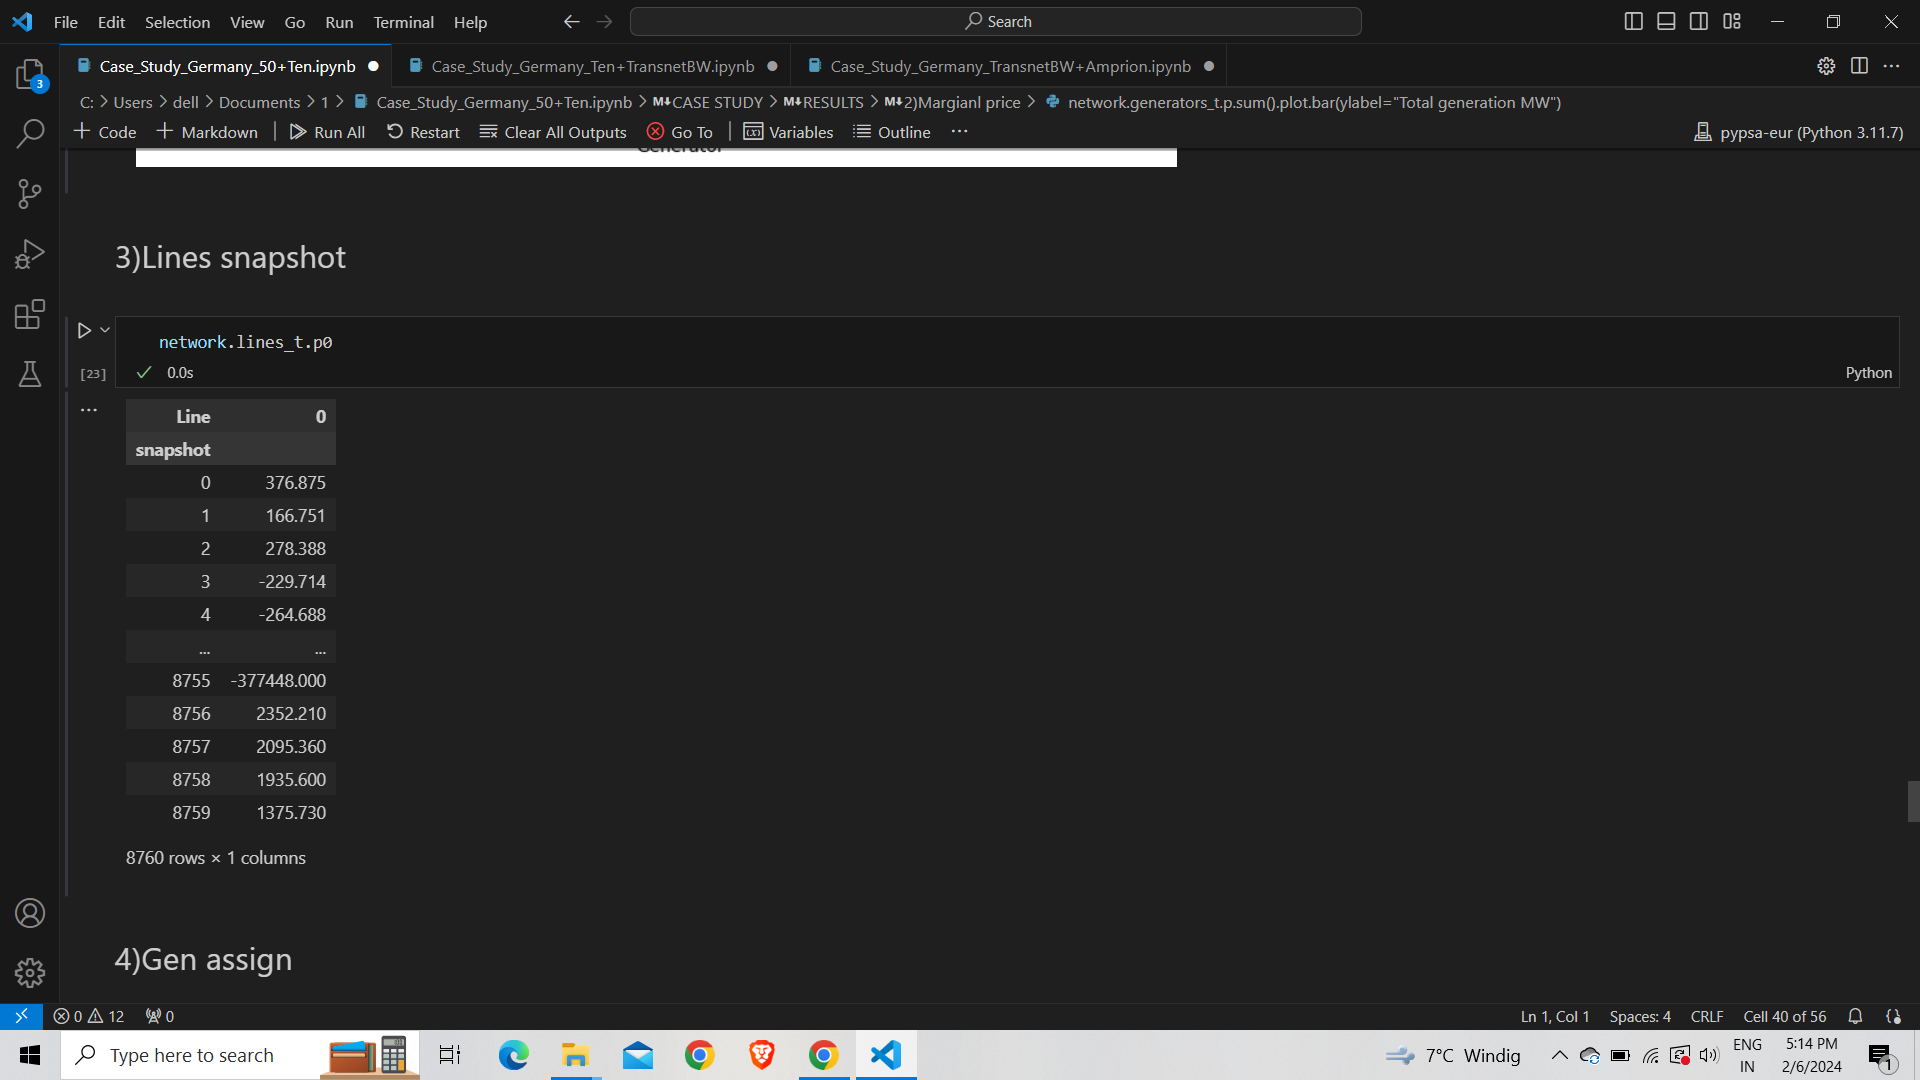 File Edit Selection View Go Run Terminal Help Search
Case_Study_Germany_50+Ten.ipynb Case_Study_Germany_Ten+TransnetBW.ipynb Case_Study_Germany_TransnetBW+Amprion.ipynb
C: > Users > dell > Documents > 1 > Case_Study_Germany_50+Ten.ipynb > M↓CASE STUDY > M↓RESULTS > M↓2)Margianl price > network.generators_t.p.sum().plot.bar(ylabel="Total generation MW")
+ Code + Markdown | Run All Restart Clear All Outputs Go To | Variables Outline ... pypsa-eur (Python 3.11.7)
Generator
3)Lines snapshot
network.lines_t.p0
[23] 0.0s Python
Line 0
snapshot
0 376.875
1 166.751
2 278.388
3 -229.714
4 -264.688
... ...
8755 -377448.000
8756 2352.210
8757 2095.360
8758 1935.600
8759 1375.730
8760 rows × 1 columns
4)Gen assign
3
0 12 0 Ln 1, Col 1 Spaces: 4 CRLF Cell 40 of 56
Type here to search 7°C Windig ENG IN 5:14 PM 2/6/2024 1